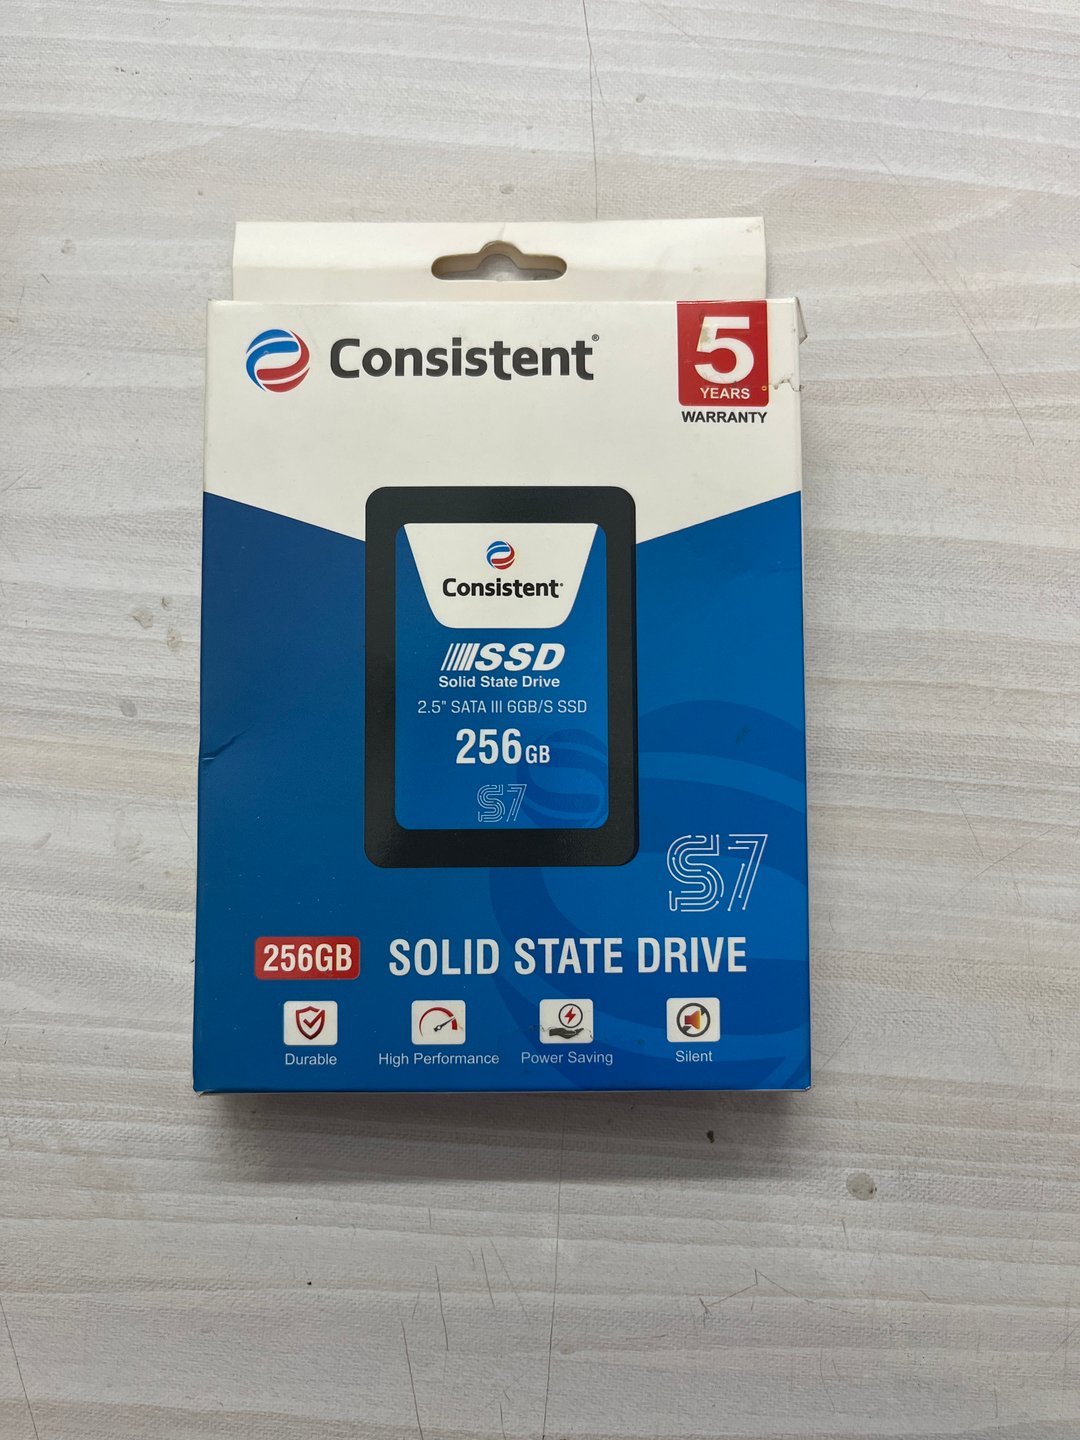 Consistent®
5
YEARS
WARRANTY
Consistent®
SSD
Solid State Drive
2.5" SATA III 6GB/S SSD
256GB
S7
S7
256GB SOLID STATE DRIVE
Durable High Performance Power Saving Silent